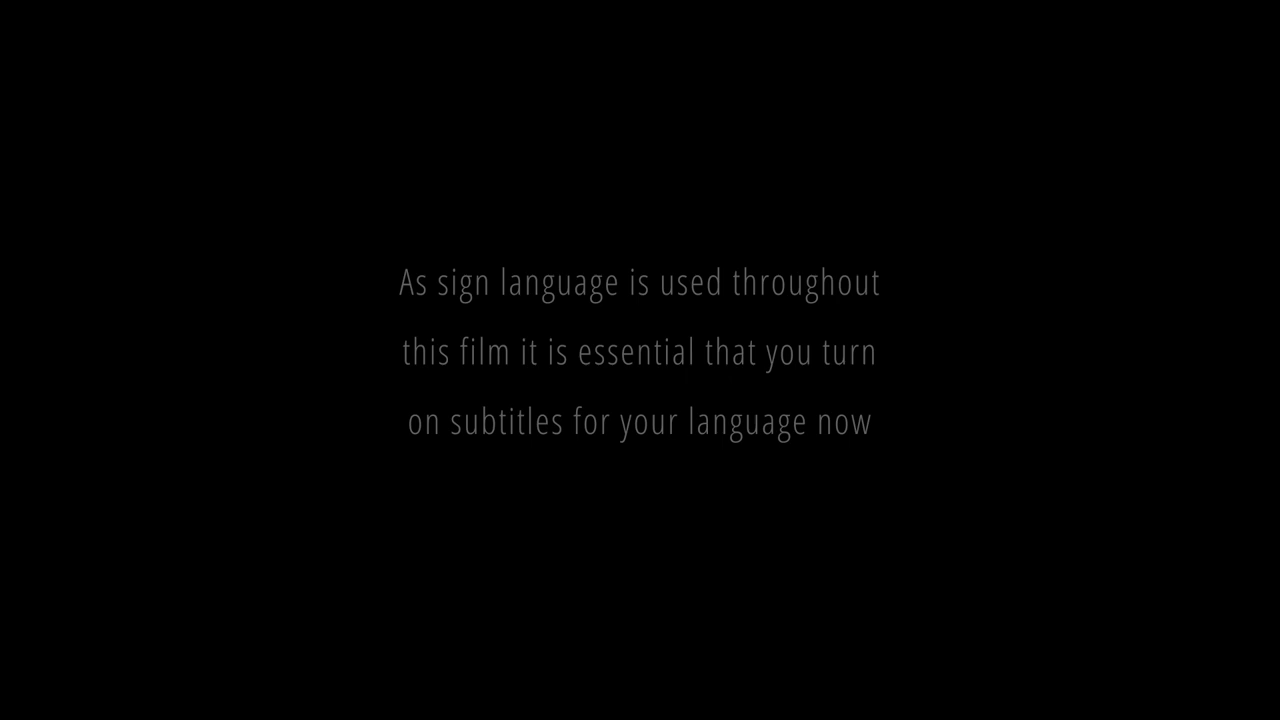 As sign language is used throughout
this film it is essential that you turn
on subtitles for your language now